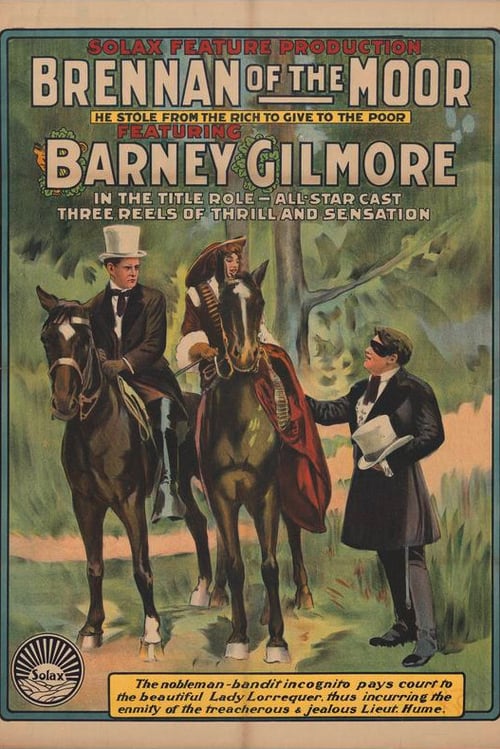 SOLAX FEATURE PRODUCTION
BRENNAN OF THE MOOR
HE STOLE FROM THE RICH TO GIVE TO THE POOR
FEATURING
BARNEY GILMORE
IN THE TITLE ROLE – ALL-STAR CAST
THREE REELS OF THRILL AND SENSATION
Solax
The nobleman-bandit incognito pays court to
the beautiful Lady Lorrequer, thus incurring the
enmity of the treacherous & jealous Lieut. Hume.